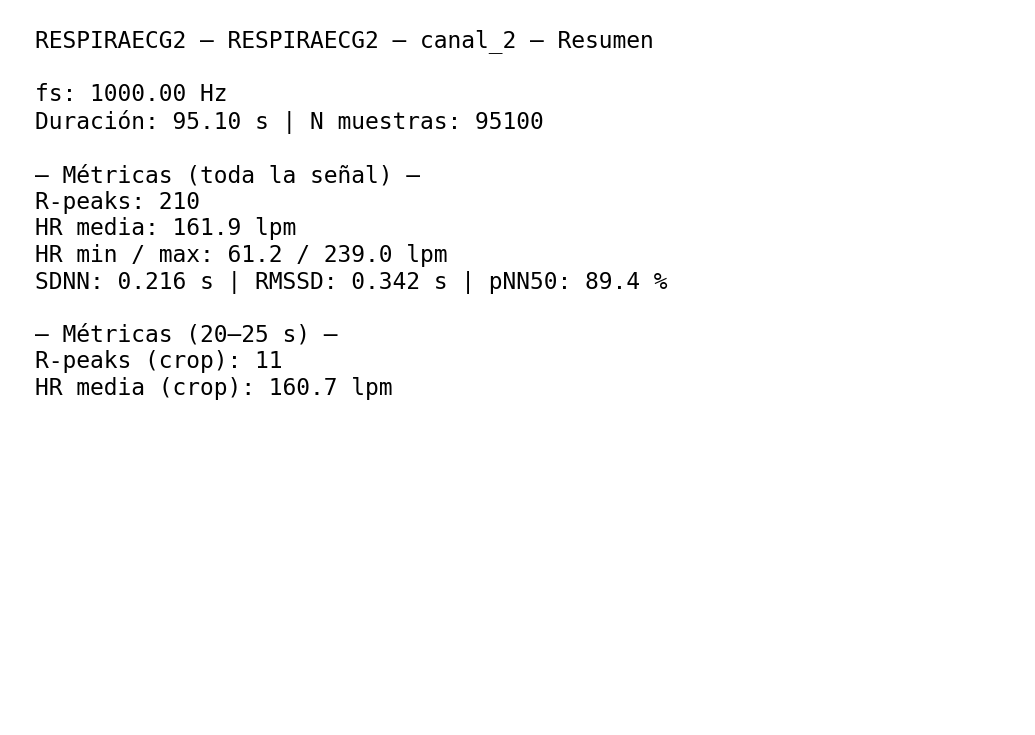 RESPIRAECG2 — RESPIRAECG2 — canal_2 — Resumen
fs: 1000.00 Hz
Duración: 95.10 s | N muestras: 95100
— Métricas (toda la señal) —
R-peaks: 210
HR media: 161.9 lpm
HR min / max: 61.2 / 239.0 lpm
SDNN: 0.216 s | RMSSD: 0.342 s | pNN50: 89.4 %
— Métricas (20–25 s) —
R-peaks (crop): 11
HR media (crop): 160.7 lpm